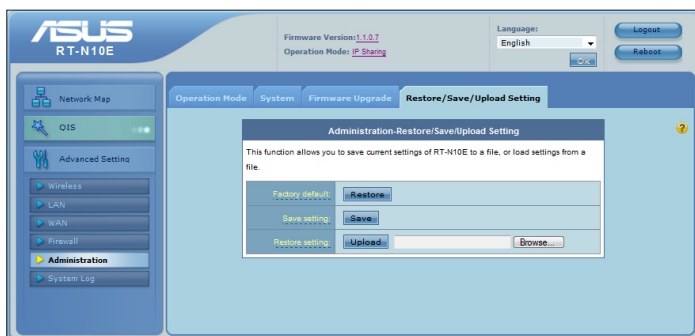 ASUS
RT-N10E
Firmware Version:1.1.0.7
Operation Mode: IP Sharing
Language:
English
OK
Logout
Reboot
Network Map
QIS
Advanced Setting
Wireless
LAN
WAN
Firewall
Administration
System Log
Operation Mode
System
Firmware Upgrade
Restore/Save/Upload Setting
Administration-Restore/Save/Upload Setting
This function allows you to save current settings of RT-N10E to a file, or load settings from a
file.
Factory default: Restore
Save setting: Save
Restore setting: Upload Browse...
?